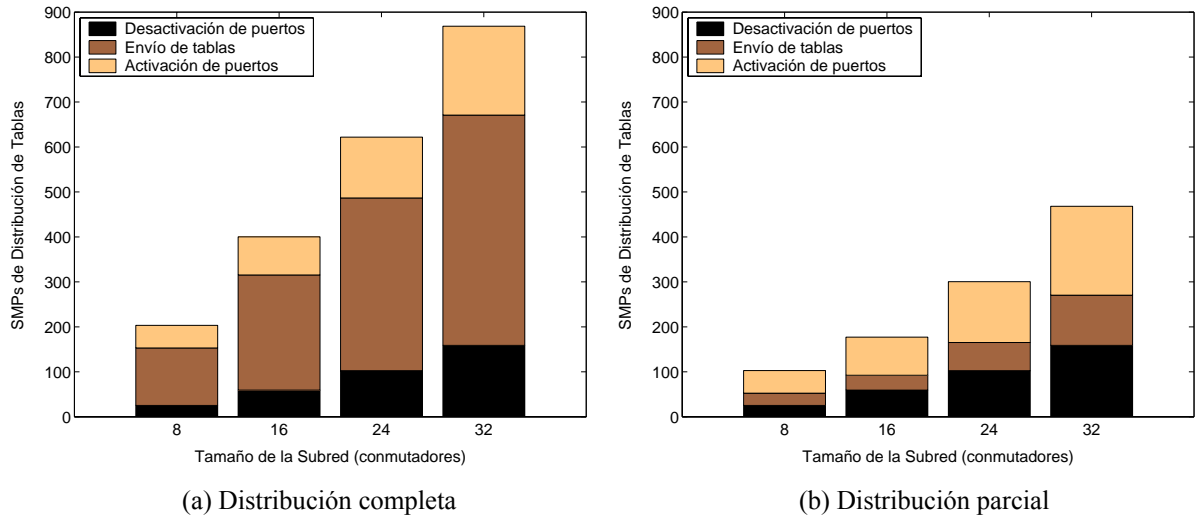 900
800
700
600
500
400
300
200
100
0
SMPs de Distribución de Tablas
Desactivación de puertos
Envío de tablas
Activación de puertos
8 16 24 32
Tamaño de la Subred (conmutadores)
(a) Distribución completa
900
800
700
600
500
400
300
200
100
0
SMPs de Distribución de Tablas
Desactivación de puertos
Envío de tablas
Activación de puertos
8 16 24 32
Tamaño de la Subred (conmutadores)
(b) Distribución parcial